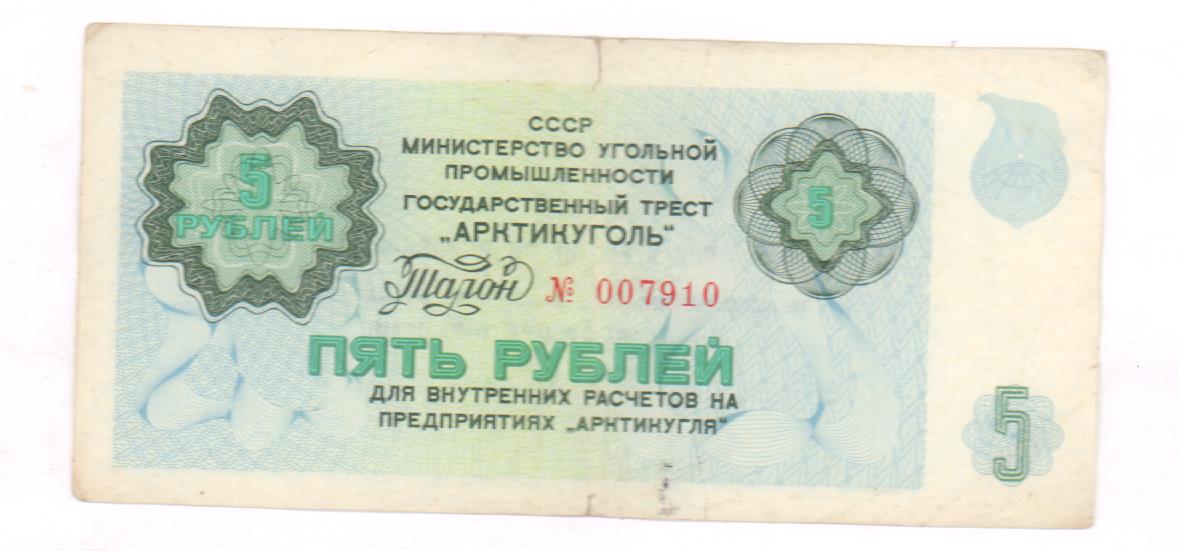 5
РУБЛЕЙ
СССР
МИНИСТЕРСТВО УГОЛЬНОЙ
ПРОМЫШЛЕННОСТИ
ГОСУДАРСТВЕННЫЙ ТРЕСТ
„АРКТИКУГОЛЬ“
Талон № 007910
5
ПЯТЬ РУБЛЕЙ
ДЛЯ ВНУТРЕННИХ РАСЧЕТОВ НА
ПРЕДПРИЯТИЯХ „АРКТИКУГЛЯ“
5